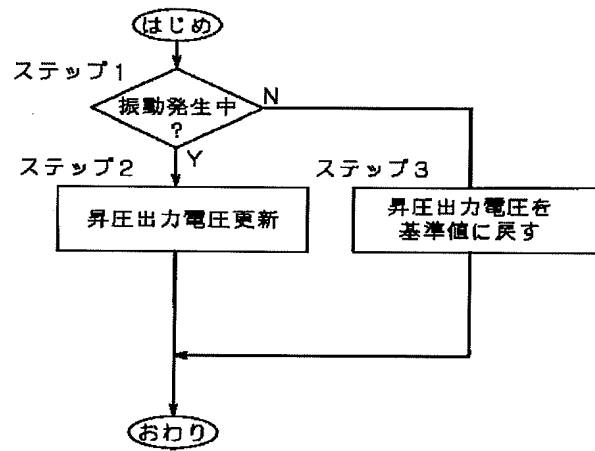 はじめ
ステップ1
振動発生中
?
N
Y
ステップ2
昇圧出力電圧更新
ステップ3
昇圧出力電圧を
基準値に戻す
おわり